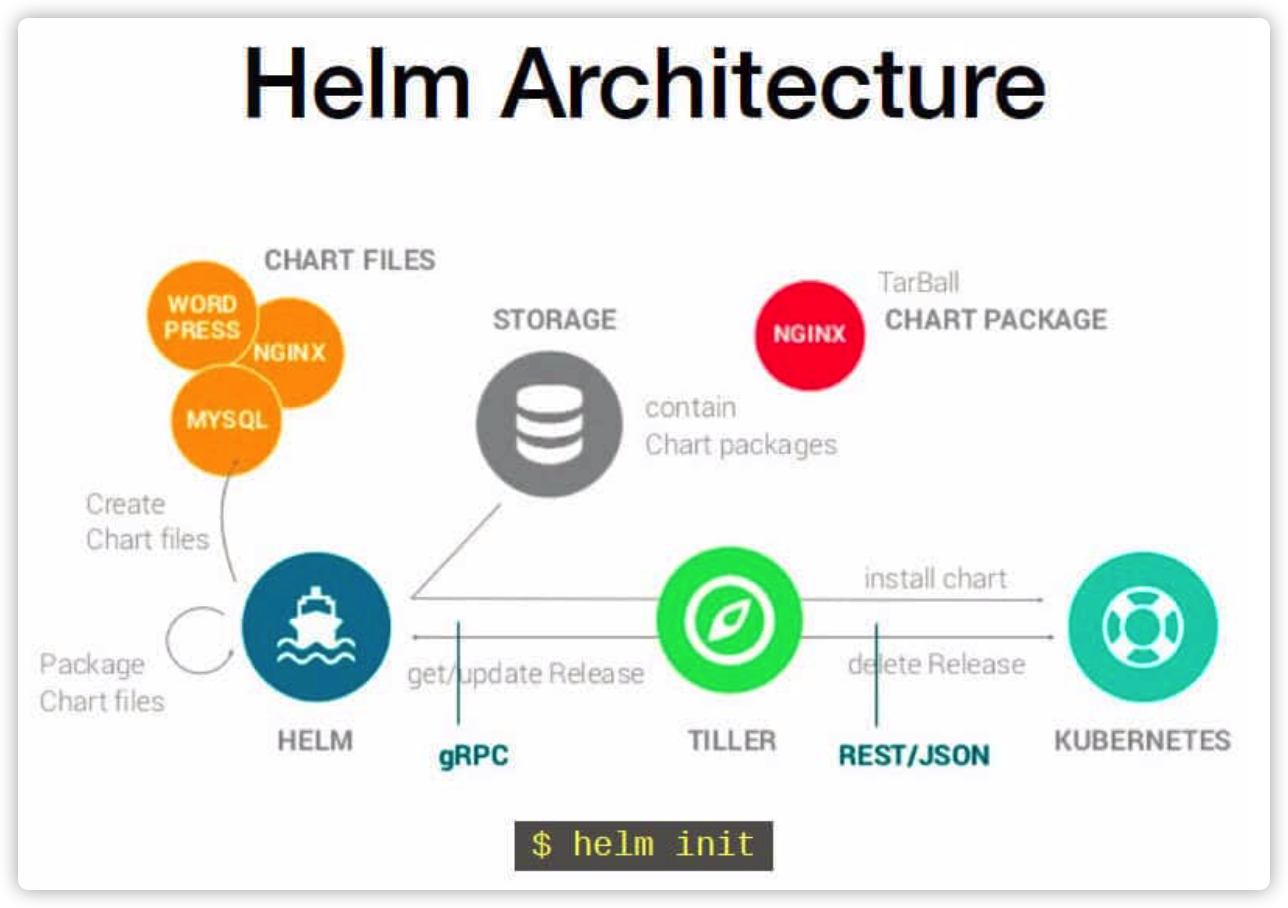 Helm Architecture
CHART FILES
WORD
PRESS
NGINX
MYSQL
STORAGE
contain
Chart packages
NGINX
TarBall
CHART PACKAGE
Create
Chart files
Package
Chart files
HELM
get/update Release
gRPC
TILLER
install chart
delete Release
REST/JSON
KUBERNETES
$ helm init